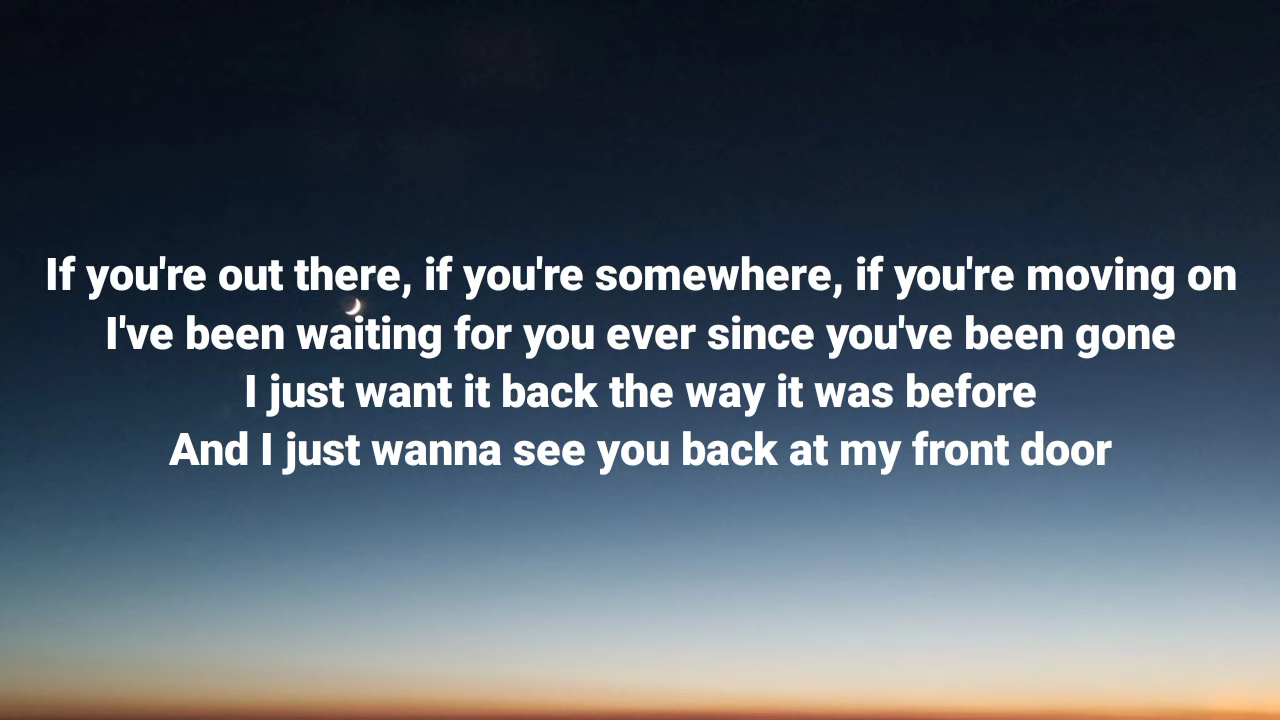 If you're out there, if you're somewhere, if you're moving on
I've been waiting for you ever since you've been gone
I just want it back the way it was before
And I just wanna see you back at my front door